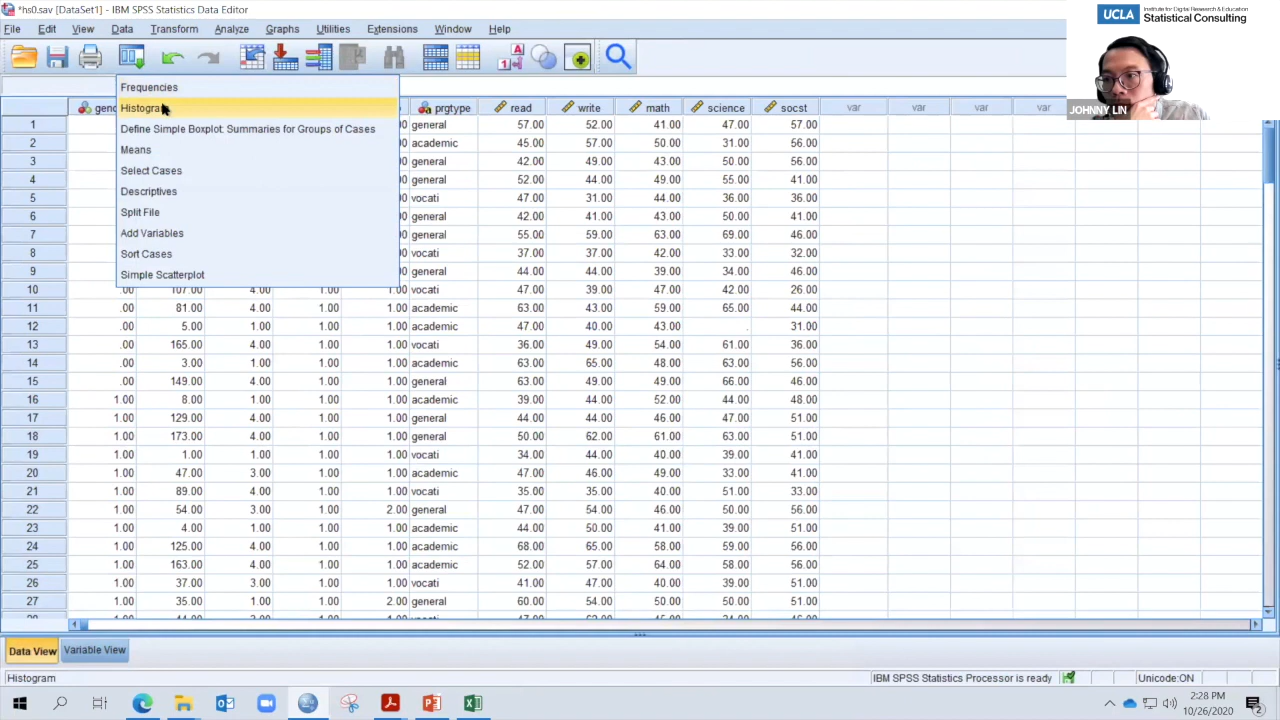 *hs0.sav [DataSet1] - IBM SPSS Statistics Data Editor
File Edit View Data Transform Analyze Graphs Utilities Extensions Window Help
UCLA Institute for Digital Research & Education
Statistical Consulting
JOHNNY LIN
Frequencies
Histogram
Define Simple Boxplot: Summaries for Groups of Cases
Means
Select Cases
Descriptives
Split File
Add Variables
Sort Cases
Simple Scatterplot
prgtype read write math science socst var var var var
1 general 57.00 52.00 41.00 47.00 57.00
2 academic 45.00 57.00 50.00 31.00 56.00
3 general 42.00 49.00 43.00 50.00 56.00
4 general 52.00 44.00 49.00 55.00 41.00
5 vocati 47.00 31.00 44.00 36.00 36.00
6 general 42.00 41.00 43.00 50.00 41.00
7 general 55.00 59.00 63.00 69.00 46.00
8 vocati 37.00 37.00 42.00 33.00 32.00
9 general 44.00 44.00 39.00 34.00 46.00
10 .00 107.00 4.00 1.00 1.00 vocati 47.00 39.00 47.00 42.00 26.00
11 .00 81.00 4.00 1.00 1.00 academic 63.00 43.00 59.00 65.00 44.00
12 .00 5.00 1.00 1.00 1.00 academic 47.00 40.00 43.00 . 31.00
13 .00 165.00 4.00 1.00 1.00 vocati 36.00 49.00 54.00 61.00 36.00
14 .00 3.00 1.00 1.00 1.00 academic 63.00 65.00 48.00 63.00 56.00
15 .00 149.00 4.00 1.00 1.00 general 63.00 49.00 49.00 66.00 46.00
16 1.00 8.00 1.00 1.00 1.00 academic 39.00 44.00 52.00 44.00 48.00
17 1.00 129.00 4.00 1.00 1.00 general 44.00 44.00 46.00 47.00 51.00
18 1.00 173.00 4.00 1.00 1.00 general 50.00 62.00 61.00 63.00 51.00
19 1.00 1.00 1.00 1.00 1.00 vocati 34.00 44.00 40.00 39.00 41.00
20 1.00 47.00 3.00 1.00 1.00 academic 47.00 46.00 49.00 33.00 41.00
21 1.00 89.00 4.00 1.00 1.00 vocati 35.00 35.00 40.00 51.00 33.00
22 1.00 54.00 3.00 1.00 2.00 general 47.00 54.00 46.00 50.00 56.00
23 1.00 4.00 1.00 1.00 1.00 academic 44.00 50.00 41.00 39.00 51.00
24 1.00 125.00 4.00 1.00 1.00 academic 68.00 65.00 58.00 59.00 56.00
25 1.00 163.00 4.00 1.00 1.00 academic 52.00 57.00 64.00 58.00 56.00
26 1.00 37.00 3.00 1.00 1.00 vocati 41.00 47.00 40.00 39.00 51.00
27 1.00 35.00 1.00 1.00 2.00 general 60.00 54.00 50.00 50.00 51.00
Data View Variable View
Histogram IBM SPSS Statistics Processor is ready Unicode:ON
2:28 PM
10/26/2020
2